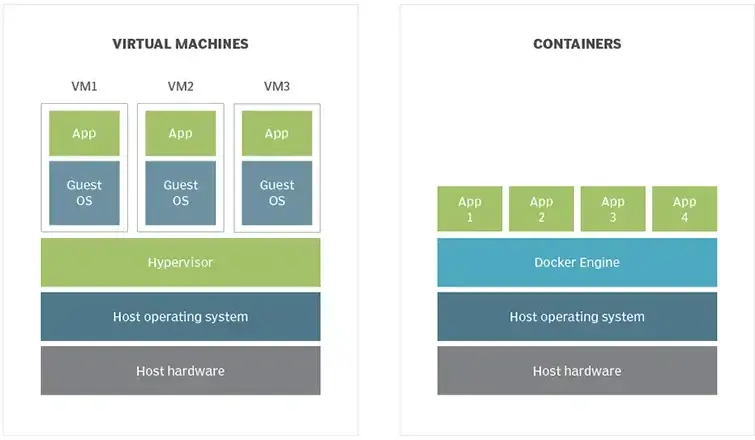 VIRTUAL MACHINES
VM1 VM2 VM3
App App App
Guest Guest Guest
OS OS OS
Hypervisor
Host operating system
Host hardware
CONTAINERS
App App App App
1 2 3 4
Docker Engine
Host operating system
Host hardware